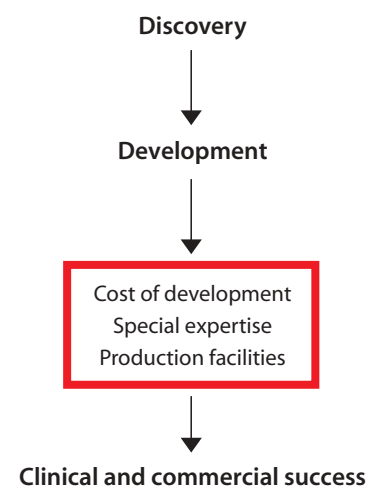 Discovery
Development
Cost of development
Special expertise
Production facilities
Clinical and commercial success